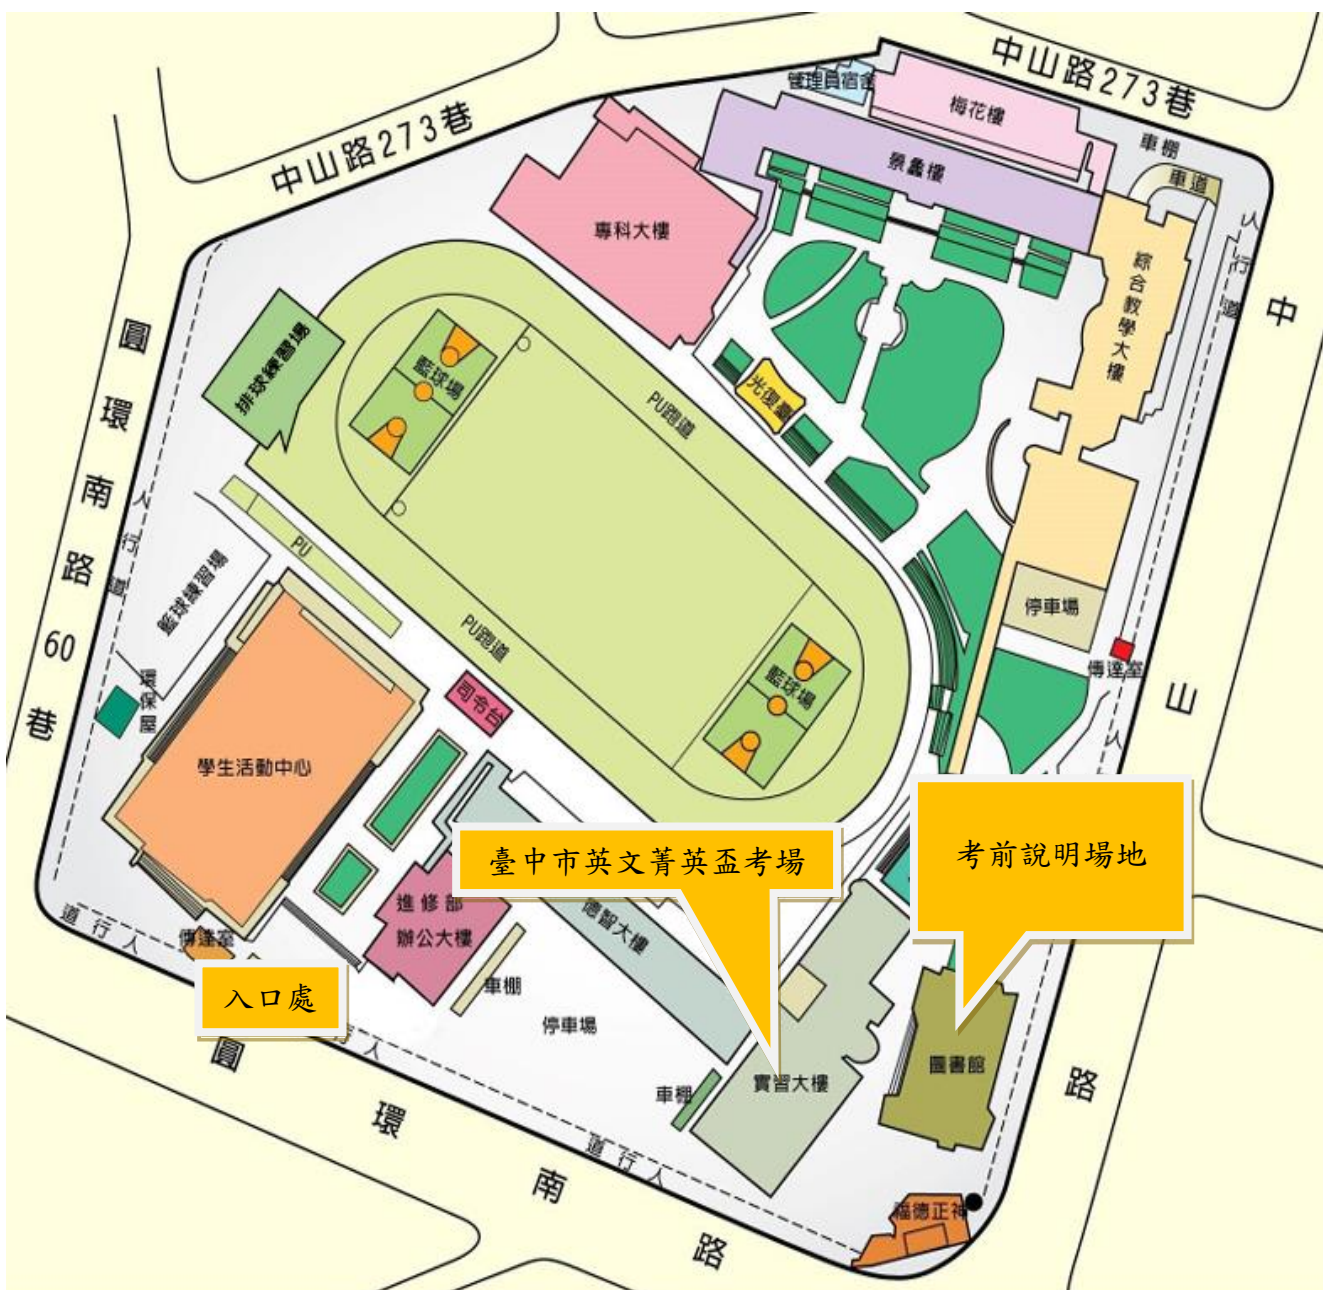 中山路273巷
中山路273巷
管理員宿舍
梅花樓
景鑫樓
車棚
車道
專科大樓
綜合教學大樓
人行道
中山路
圓環南路60巷
排球練習場
籃球場
光復臺
PU跑道
人行道
PU
籃球練習場
PU跑道
停車場
傳達室
環保屋
司令台
籃球場
人
學生活動中心
臺中市英文菁英盃考場
考前說明場地
進修部
辦公大樓
德智大樓
道行人
傳達室
入口處
車棚
停車場
行人
圓環南路
車棚
實習大樓
圖書館
道行人
福德正神